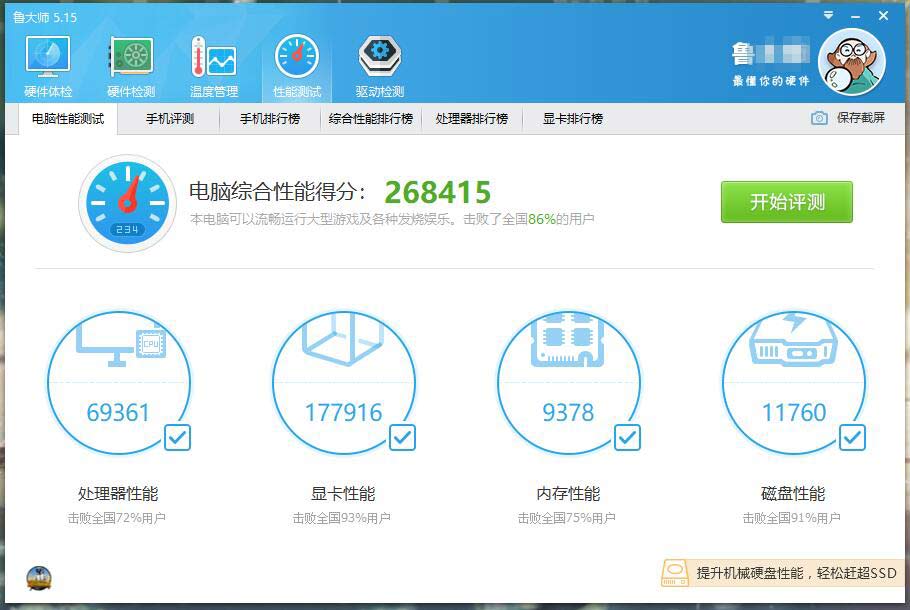 鲁大师 5.15
硬件体检 硬件检测 温度管理 性能测试 驱动检测
鲁
最懂你的硬件
电脑性能测试 手机评测 手机排行榜 综合性能排行榜 处理器排行榜 显卡排行榜 保存截屏
电脑综合性能得分： 268415
本电脑可以流畅运行大型游戏及各种发烧娱乐。击败了全国86%的用户
开始评测
234
CPU
69361 177916 9378 11760
处理器性能 显卡性能 内存性能 磁盘性能
击败全国72%用户 击败全国93%用户 击败全国75%用户 击败全国91%用户
提升机械硬盘性能，轻松赶超SSD